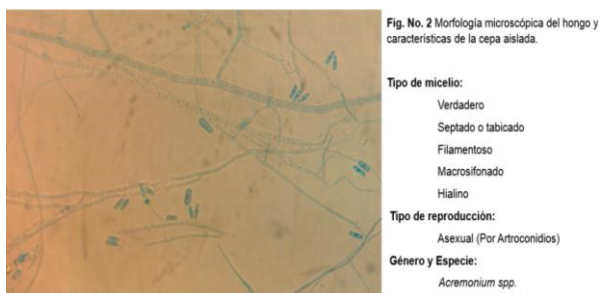 Fig. No. 2 Morfología microscópica del hongo y
características de la cepa aislada.
Tipo de micelio:
Verdadero
Septado o tabicado
Filamentoso
Macrosifonado
Hialino
Tipo de reproducción:
Asexual (Por Artroconidios)
Género y Especie:
Acremonium spp.